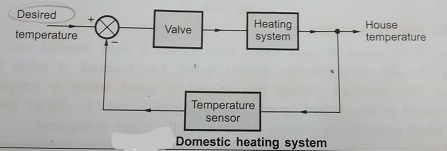 Desired
temperature
+
−
Valve
Heating
system
House
temperature
Temperature
sensor
Domestic heating system